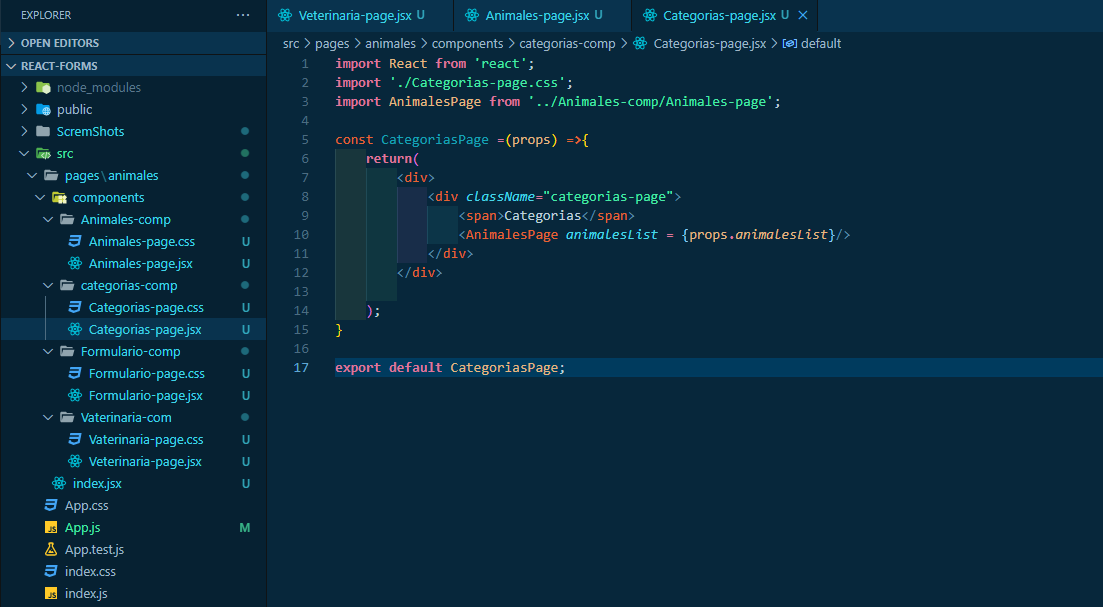 EXPLORER ...
OPEN EDITORS
REACT-FORMS
node_modules
public
ScremShots
src
pages\animales
components
Animales-comp
Animales-page.css U
Animales-page.jsx U
categorias-comp
Categorias-page.css U
Categorias-page.jsx U
Formulario-comp
Formulario-page.css U
Formulario-page.jsx U
Vaterinaria-com
Vaterinaria-page.css U
Veterinaria-page.jsx U
index.jsx U
App.css
App.js M
App.test.js
index.css
index.js
Veterinaria-page.jsx U Animales-page.jsx U Categorias-page.jsx U ×
src > pages > animales > components > categorias-comp > Categorias-page.jsx > default
1 import React from 'react';
2 import './Categorias-page.css';
3 import AnimalesPage from '../Animales-comp/Animales-page';
4
5 const CategoriasPage =(props) =>{
6 return(
7 <div>
8 <div className="categorias-page">
9 <span>Categorias</span>
10 <AnimalesPage animalesList = {props.animalesList}/>
11 </div>
12 </div>
13
14 );
15 }
16
17 export default CategoriasPage;